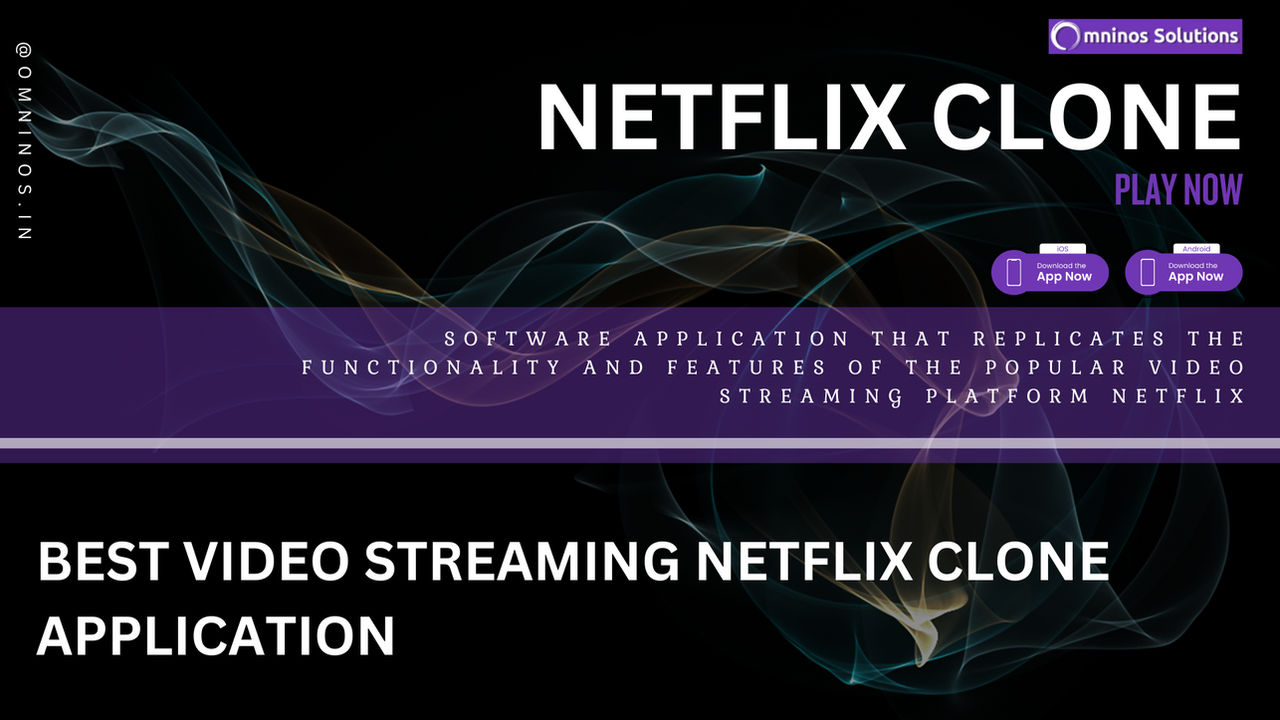 @OMNINOS.IN
Omninos Solutions
NETFLIX CLONE
PLAY NOW
iOS
Download the
App Now
Android
Download the
App Now
SOFTWARE APPLICATION THAT REPLICATES THE
FUNCTIONALITY AND FEATURES OF THE POPULAR VIDEO
STREAMING PLATFORM NETFLIX
BEST VIDEO STREAMING NETFLIX CLONE
APPLICATION